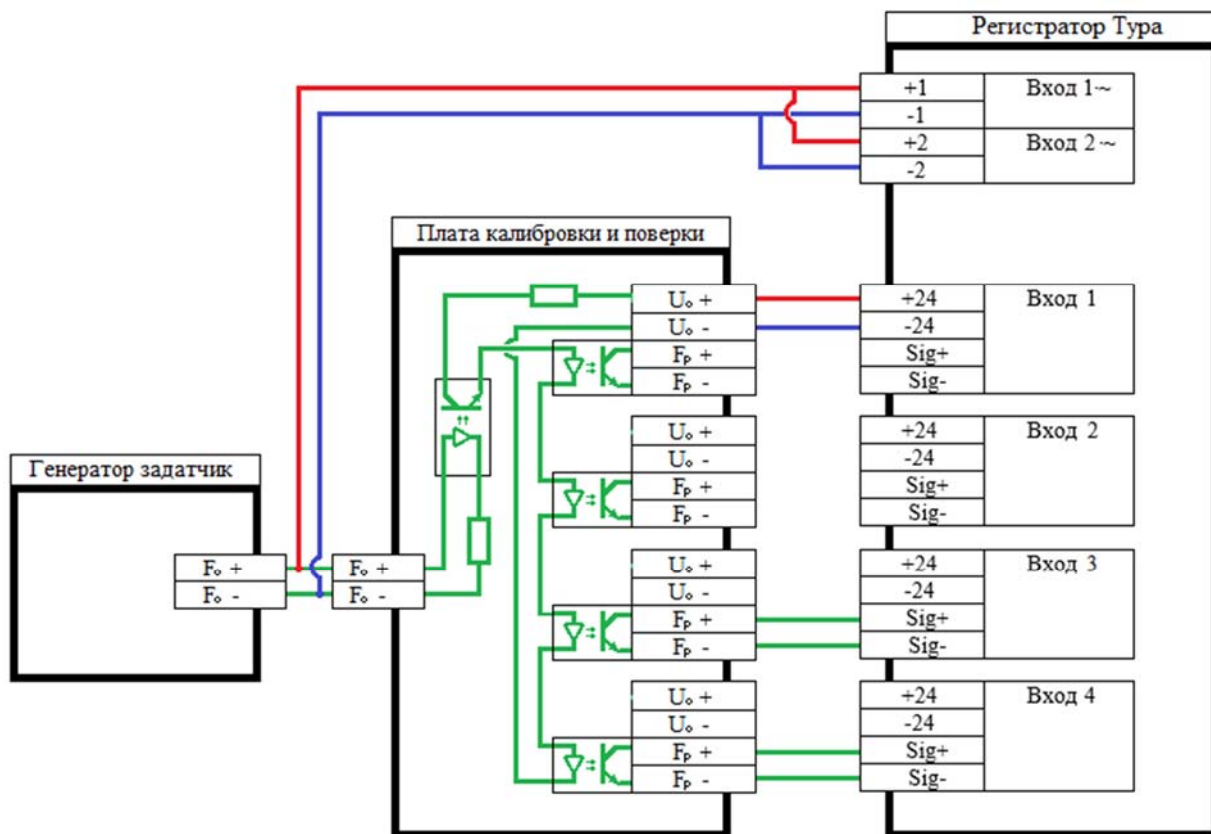 Регистратор Тура
+1 Вход 1 ~
-1
+2 Вход 2 ~
-2
Плата калибровки и поверки
Uₒ +
Uₒ -
Fₚ +
Fₚ -
+24 Вход 1
-24
Sig+
Sig-
Uₒ +
Uₒ -
Fₚ +
Fₚ -
+24 Вход 2
-24
Sig+
Sig-
Генератор задатчик
Fₒ +
Fₒ -
Fₒ +
Fₒ -
Uₒ +
Uₒ -
Fₚ +
Fₚ -
+24 Вход 3
-24
Sig+
Sig-
Uₒ +
Uₒ -
Fₚ +
Fₚ -
+24 Вход 4
-24
Sig+
Sig-